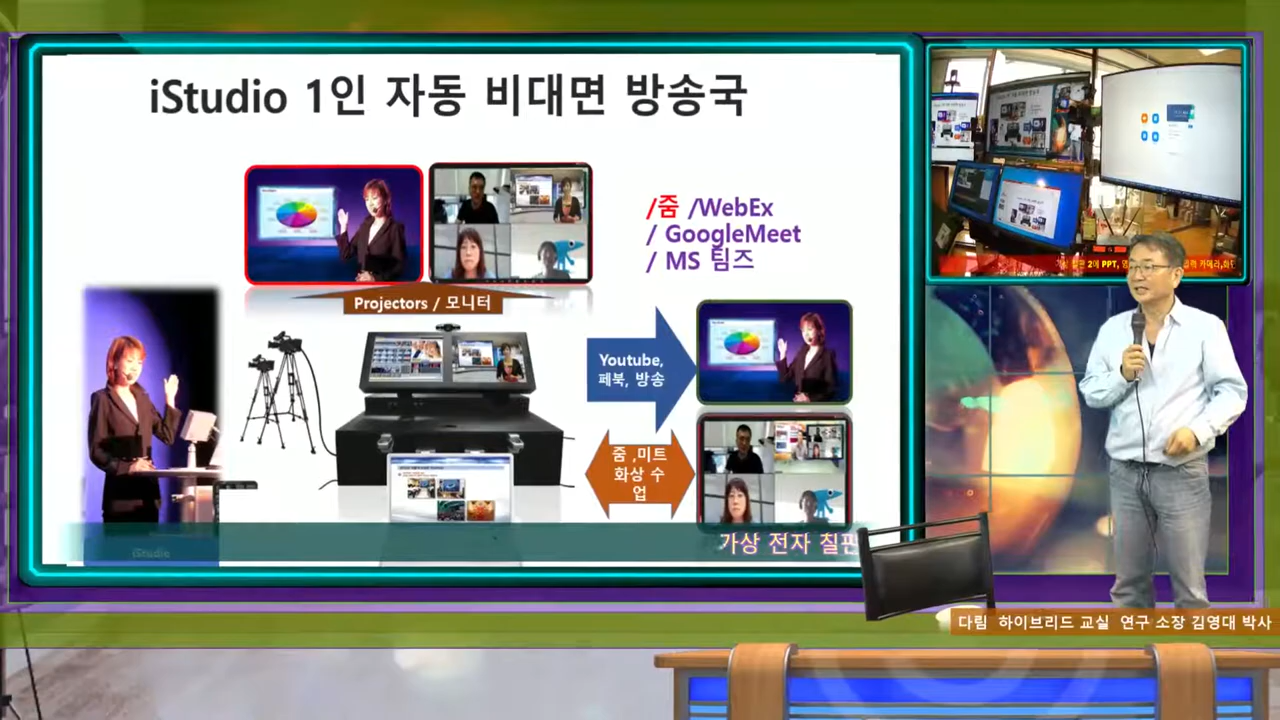 iStudio 1인 자동 비대면 방송국
/줌 /WebEx
/ GoogleMeet
/ MS 팀즈
Projectors / 모니터
Youtube,
페북, 방송
줌 ,미트
화상 수
업
iStudio
가상 전자 칠판
2에 PPT,
다림 하이브리드 교실 연구 소장 김영대 박사